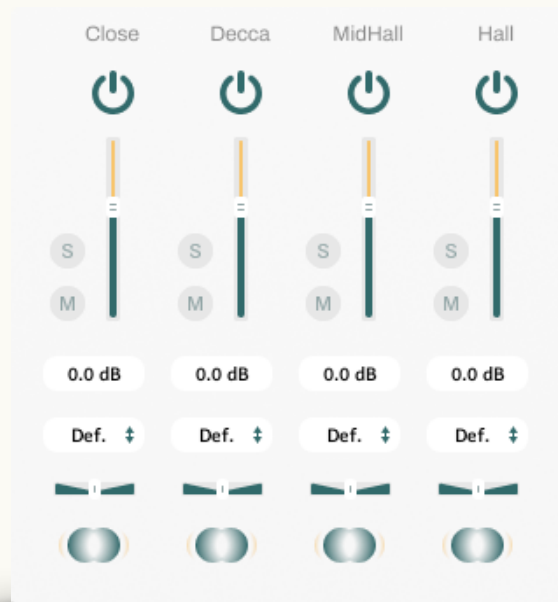 Close Decca MidHall Hall
S S S S
M M M M
0.0 dB 0.0 dB 0.0 dB 0.0 dB
Def. Def. Def. Def.